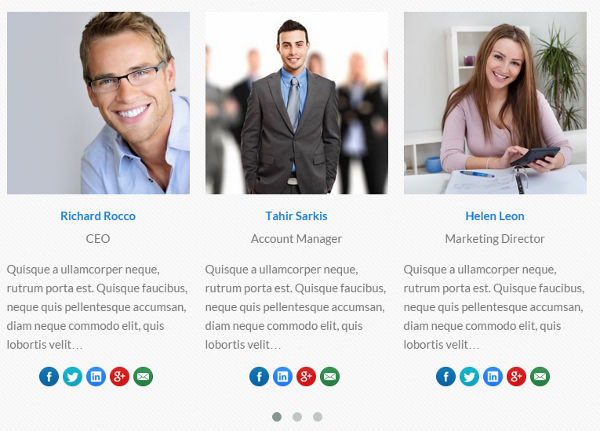 Richard Rocco
CEO
Quisque a ullamcorper neque,
rutrum porta est. Quisque faucibus,
neque quis pellentesque accumsan,
diam neque commodo elit, quis
lobortis velit…
Tahir Sarkis
Account Manager
Quisque a ullamcorper neque,
rutrum porta est. Quisque faucibus,
neque quis pellentesque accumsan,
diam neque commodo elit, quis
lobortis velit…
Helen Leon
Marketing Director
Quisque a ullamcorper neque,
rutrum porta est. Quisque faucibus,
neque quis pellentesque accumsan,
diam neque commodo elit, quis
lobortis velit…